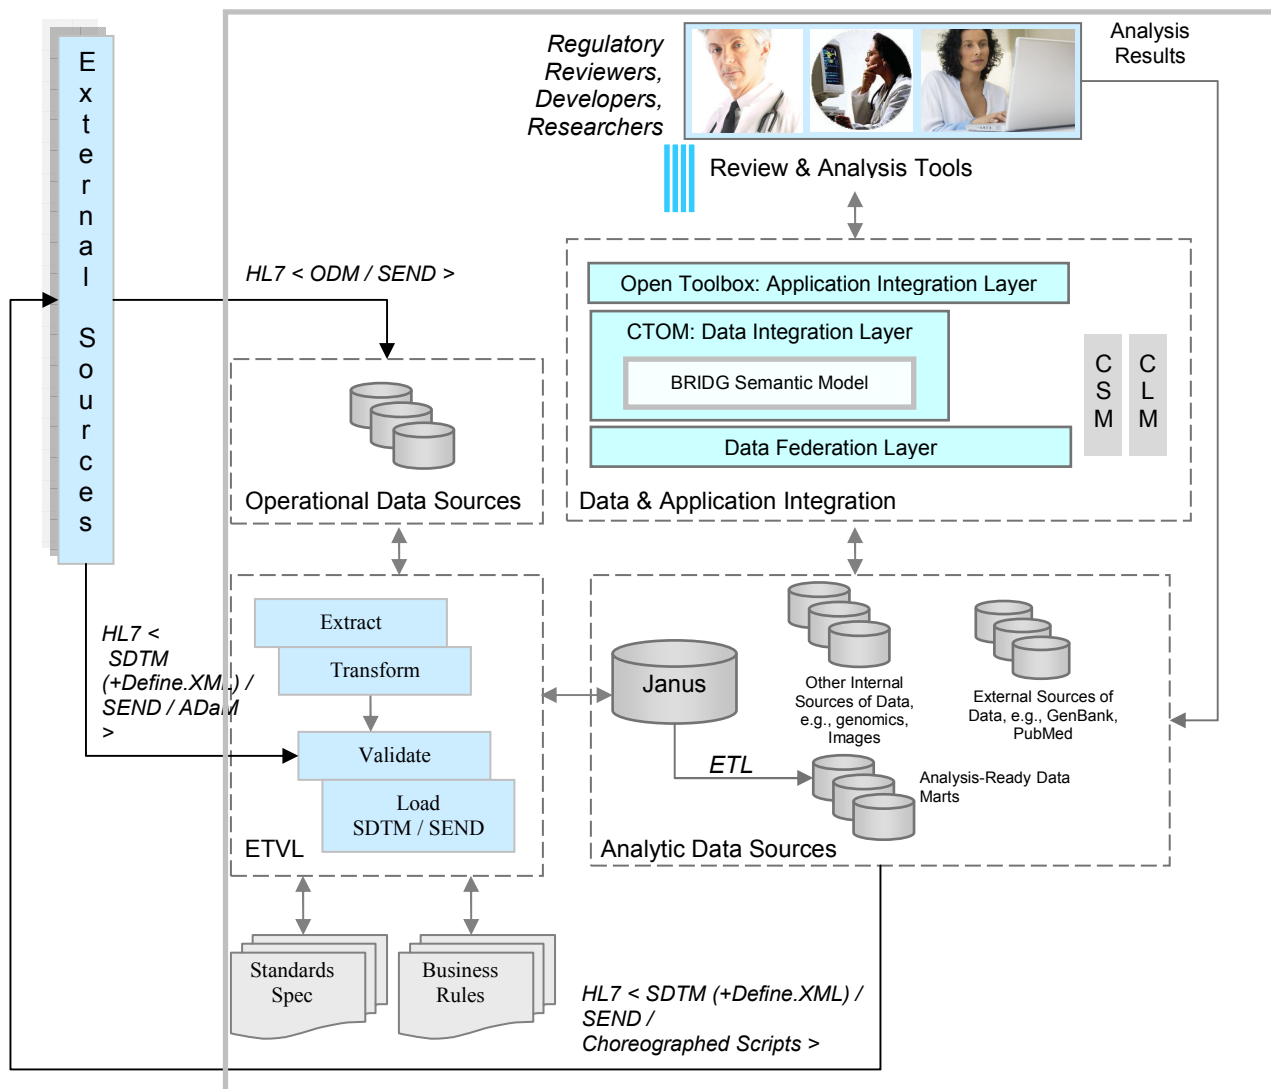 E
x
t
e
r
n
a
l
S
o
u
r
c
e
s
Regulatory
Reviewers,
Developers,
Researchers
Analysis
Results
Review & Analysis Tools
HL7 < ODM / SEND >
Open Toolbox: Application Integration Layer
CTOM: Data Integration Layer
BRIDG Semantic Model
Data Federation Layer
C
S
M
C
L
M
Data & Application Integration
Operational Data Sources
HL7 <
SDTM
(+Define.XML) /
SEND / ADaM
>
Extract
Transform
Validate
Load
SDTM / SEND
ETVL
Janus
Other Internal
Sources of Data,
e.g., genomics,
Images
External Sources of
Data, e.g., GenBank,
PubMed
ETL
Analysis-Ready Data
Marts
Analytic Data Sources
Standards
Spec
Business
Rules
HL7 < SDTM (+Define.XML) /
SEND /
Choreographed Scripts >